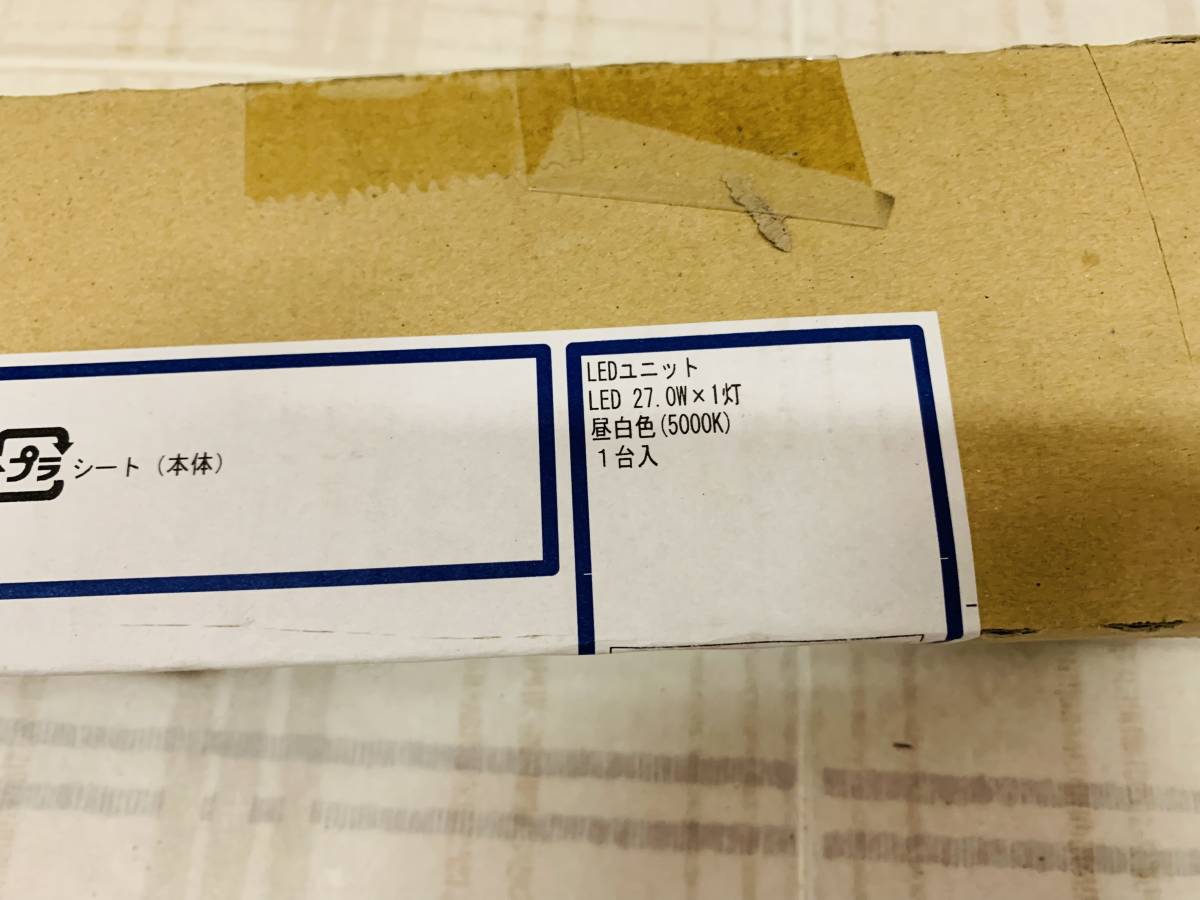 プラ シート（本体）
LEDユニット
LED 27.0W×1灯
昼白色(5000K)
1台入